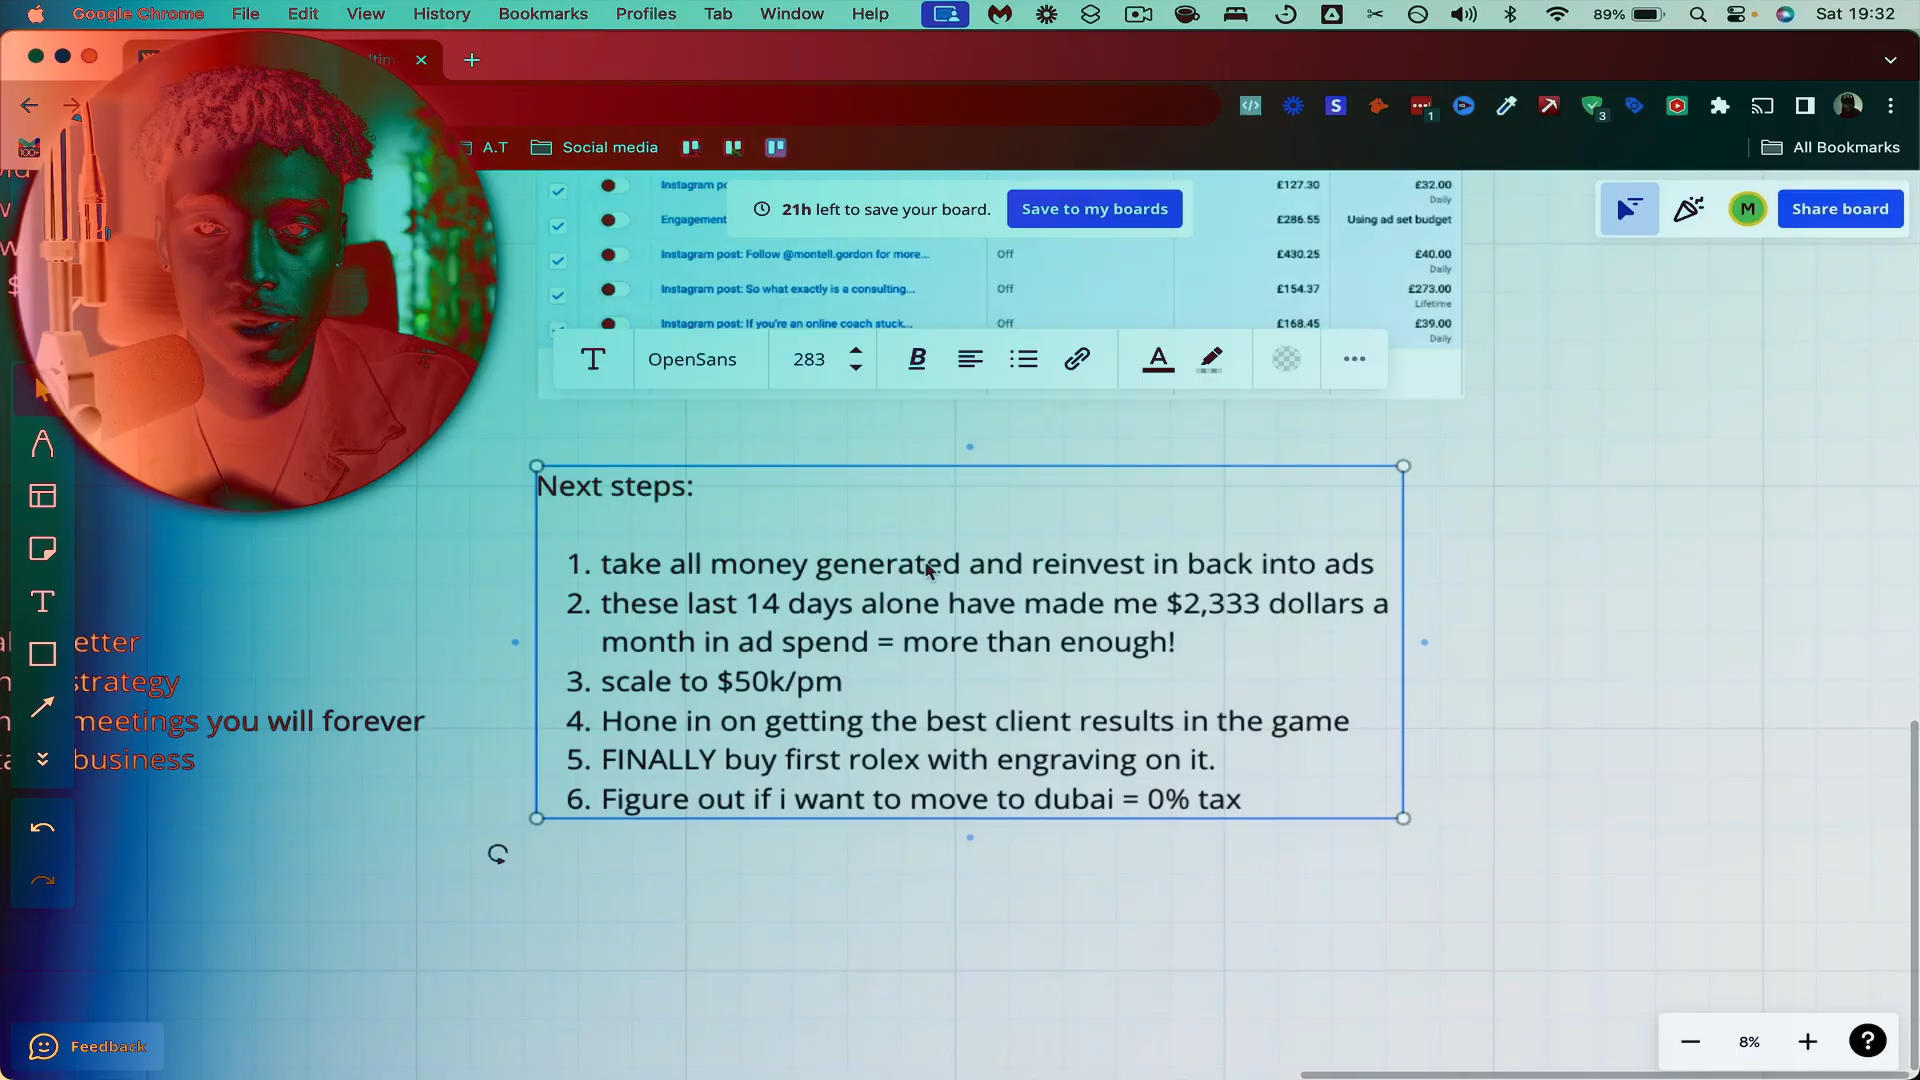 Google Chrome File Edit View History Bookmarks Profiles Tab Window Help 89% Sat 19:32
1 3
100+ A.T Social media All Bookmarks
21h left to save your board. Save to my boards
M Share board
Instagram £127.30 £32.00
Daily
Engagement £286.55 Using ad set budget
Instagram post: Follow @montell.gordon for more... Off £430.25 £40.00
Daily
Instagram post: So what exactly is a consulting... Off £154.37 £273.00
Lifetime
Instagram post: If you're an online coach stuck... Off £168.45 £39.00
Daily
OpenSans 283 B A
Next steps:
1. take all money generated and reinvest in back into ads
2. these last 14 days alone have made me $2,333 dollars a
month in ad spend = more than enough!
3. scale to $50k/pm
4. Hone in on getting the best client results in the game
5. FINALLY buy first rolex with engraving on it.
6. Figure out if i want to move to dubai = 0% tax
etter
strategy
meetings you will forever
business
Feedback
8%